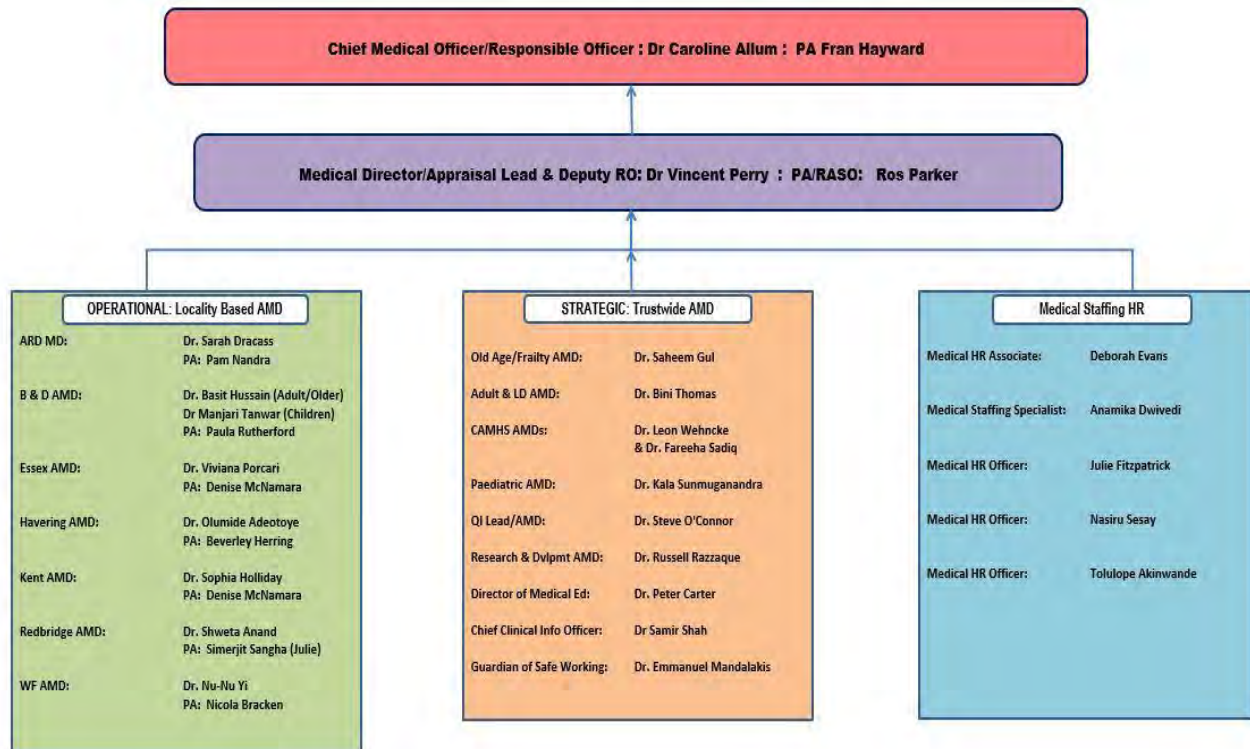 Chief Medical Officer/Responsible Officer : Dr Caroline Allum : PA Fran Hayward
Medical Director/Appraisal Lead & Deputy RO: Dr Vincent Perry : PA/RASO: Ros Parker
OPERATIONAL: Locality Based AMD
ARD MD: Dr. Sarah Dracass
PA: Pam Nandra
B & D AMD: Dr. Basit Hussain (Adult/Older)
Dr Manjari Tanwar (Children)
PA: Paula Rutherford
Essex AMD: Dr. Viviana Porcari
PA: Denise McNamara
Havering AMD: Dr. Olumide Adeotoye
PA: Beverley Herring
Kent AMD: Dr. Sophia Holliday
PA: Denise McNamara
Redbridge AMD: Dr. Shweta Anand
PA: Simerjit Sangha (Julie)
WF AMD: Dr. Nu-Nu Yi
PA: Nicola Bracken
STRATEGIC: Trustwide AMD
Old Age/Frailty AMD: Dr. Saheem Gul
Adult & LD AMD: Dr. Bini Thomas
CAMHS AMDs: Dr. Leon Wehncke
& Dr. Fareeha Sadiq
Paediatric AMD: Dr. Kala Sunmuganandra
QI Lead/AMD: Dr. Steve O'Connor
Research & Dvlpmt AMD: Dr. Russell Razzaque
Director of Medical Ed: Dr. Peter Carter
Chief Clinical Info Officer: Dr Samir Shah
Guardian of Safe Working: Dr. Emmanuel Mandalakis
Medical Staffing HR
Medical HR Associate: Deborah Evans
Medical Staffing Specialist: Anamika Dwivedi
Medical HR Officer: Julie Fitzpatrick
Medical HR Officer: Nasiru Sesay
Medical HR Officer: Tolulope Akinwande